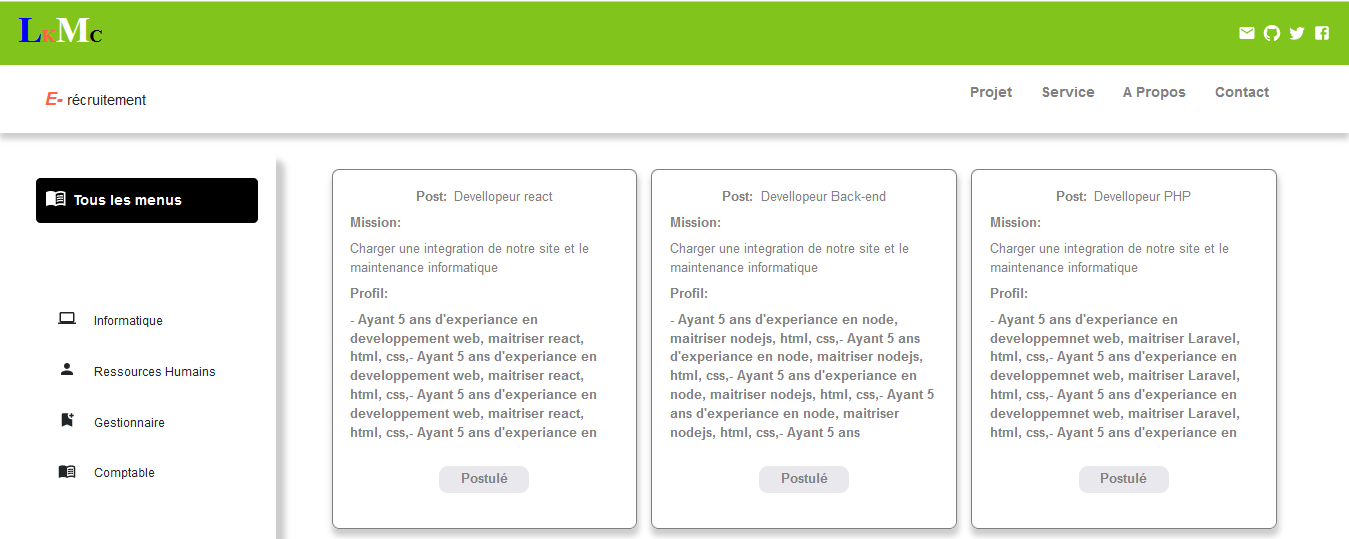 LKMC
E- récruitement
Projet Service A Propos Contact
Tous les menus
Informatique
Ressources Humains
Gestionnaire
Comptable
Post: Devellopeur react
Mission:
Charger une integration de notre site et le
maintenance informatique
Profil:
- Ayant 5 ans d'experiance en
developpement web, maitriser react,
html, css,- Ayant 5 ans d'experiance en
developpement web, maitriser react,
html, css,- Ayant 5 ans d'experiance en
developpement web, maitriser react,
html, css,- Ayant 5 ans d'experiance en
Postulé
Post: Devellopeur Back-end
Mission:
Charger une integration de notre site et le
maintenance informatique
Profil:
- Ayant 5 ans d'experiance en node,
maitriser nodejs, html, css,- Ayant 5 ans
d'experiance en node, maitriser nodejs,
html, css,- Ayant 5 ans d'experiance en
node, maitriser nodejs, html, css,- Ayant 5
ans d'experiance en node, maitriser
nodejs, html, css,- Ayant 5 ans
Postulé
Post: Devellopeur PHP
Mission:
Charger une integration de notre site et le
maintenance informatique
Profil:
- Ayant 5 ans d'experiance en
developpemnet web, maitriser Laravel,
html, css,- Ayant 5 ans d'experiance en
developpemnet web, maitriser Laravel,
html, css,- Ayant 5 ans d'experiance en
developpemnet web, maitriser Laravel,
html, css,- Ayant 5 ans d'experiance en
Postulé